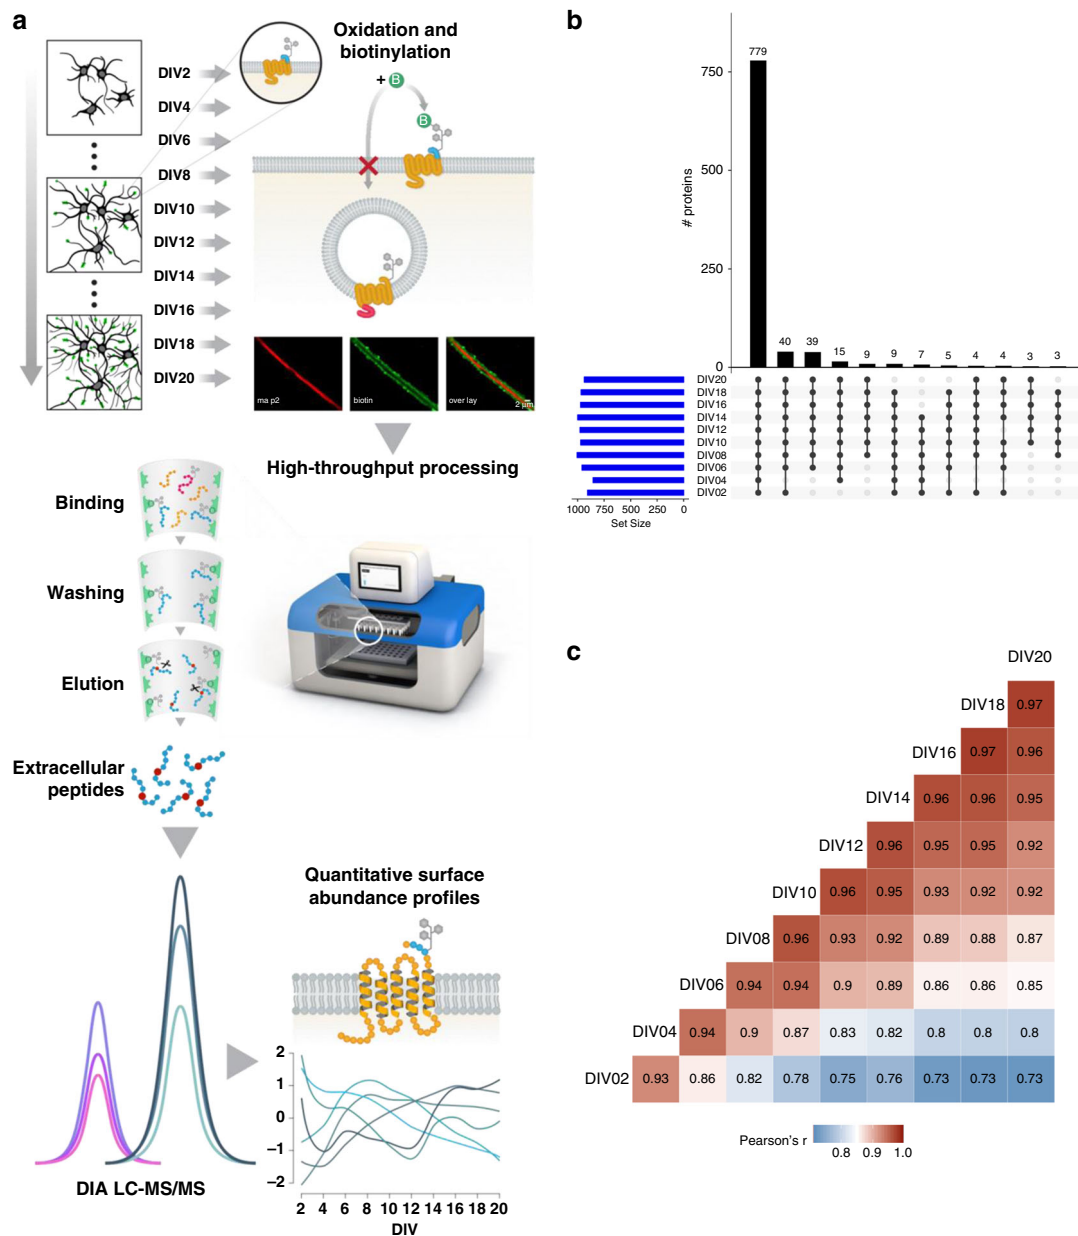 a
Oxidation and
biotinylation
+ B
B
DIV2
DIV4
DIV6
DIV8
DIV10
DIV12
DIV14
DIV16
DIV18
DIV20
ma p2
biotin
over lay
2 µm
High-throughput processing
Binding
Washing
Elution
Extracellular
peptides
DIA LC-MS/MS
Quantitative surface
abundance profiles
2
1
0
–1
–2
2 4 6 8 10 12 14 16 18 20
DIV
b
# proteins
750
500
250
0
779 40 39 15 9 9 7 5 4 4 3 3
DIV20
DIV18
DIV16
DIV14
DIV12
DIV10
DIV08
DIV06
DIV04
DIV02
1000 750 500 250 0
Set Size
c
DIV20
DIV18 0.97
DIV16 0.97 0.96
DIV14 0.96 0.96 0.95
DIV12 0.96 0.95 0.95 0.92
DIV10 0.96 0.95 0.93 0.92 0.92
DIV08 0.96 0.93 0.92 0.89 0.88 0.87
DIV06 0.94 0.94 0.9 0.89 0.86 0.86 0.85
DIV04 0.94 0.9 0.87 0.83 0.82 0.8 0.8 0.8
DIV02 0.93 0.86 0.82 0.78 0.75 0.76 0.73 0.73 0.73
Pearson's r
0.8 0.9 1.0